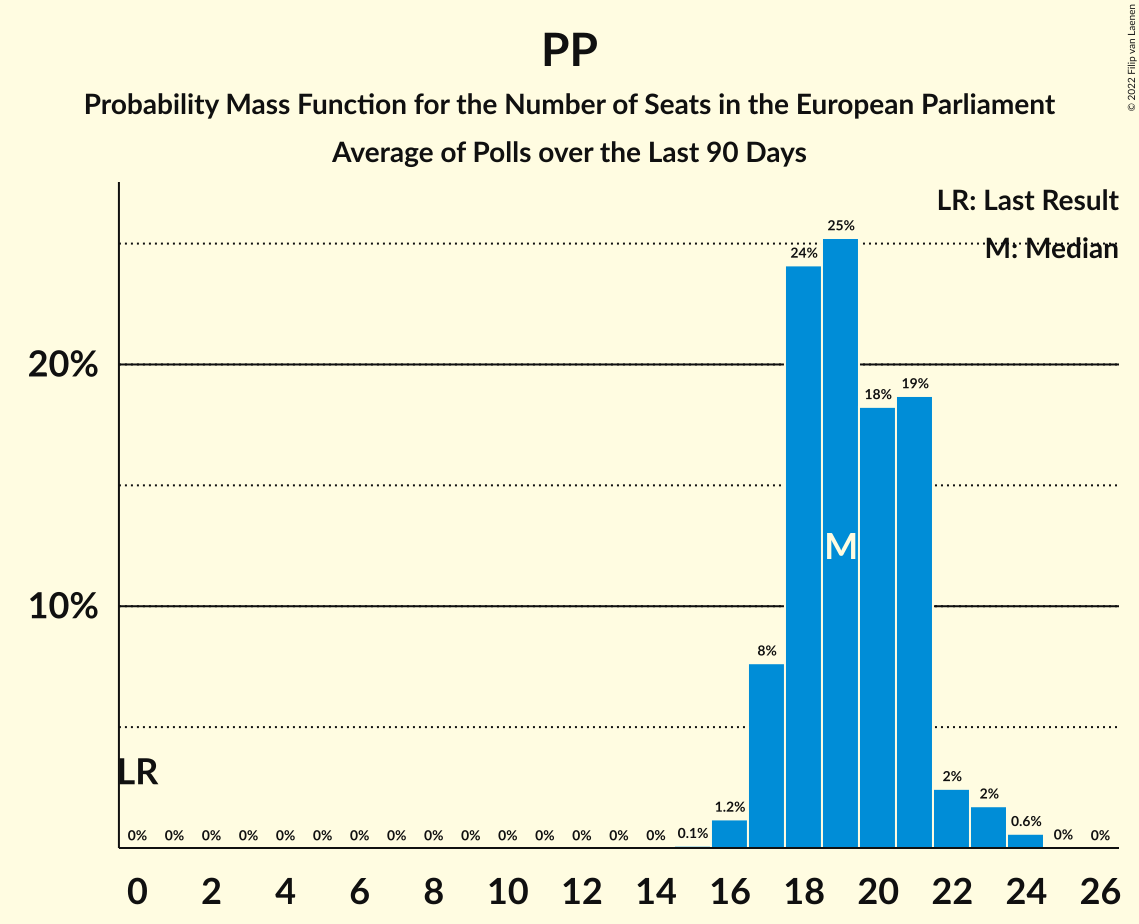 PP
Probability Mass Function for the Number of Seats in the European Parliament
Average of Polls over the Last 90 Days
© 2022 Filip van Laenen
LR: Last Result
M: Median
25%
24%
20%
19%
18%
M
10%
8%
LR
2%
2%
1.2%
0.6%
0% 0% 0% 0% 0% 0% 0% 0% 0% 0% 0% 0% 0% 0% 0% 0.1% 0% 0%
0 2 4 6 8 10 12 14 16 18 20 22 24 26